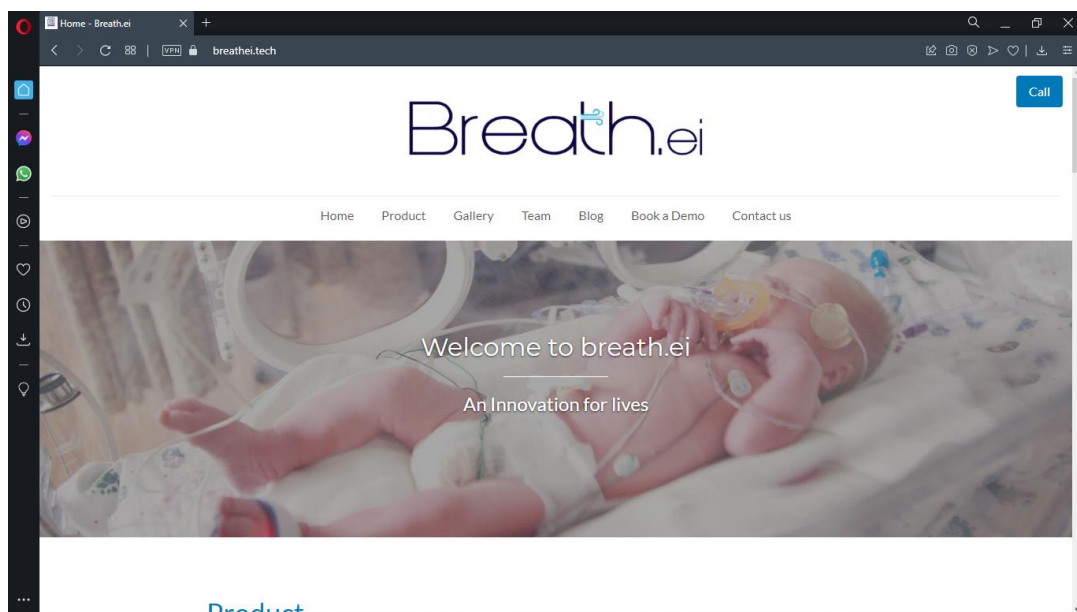 Home - Breath.ei
VPN
breathei.tech
Call
Breath.ei
Home Product Gallery Team Blog Book a Demo Contact us
Welcome to breath.ei
An Innovation for lives
Product